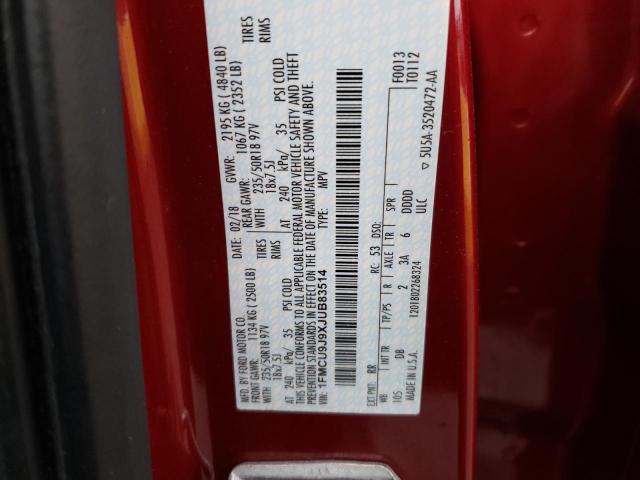 MFD. BY FORD MOTOR CO.
DATE: 02/18 GVWR: 2195 KG ( 4840 LB)
FRONT GAWR: 1134 KG ( 2500 LB) REAR GAWR: 1067 KG ( 2352 LB)
WITH 235/50R18 97V TIRES WITH 235/50R18 97V TIRES
18x7.5J RIMS 18x7.5J RIMS
AT 240 kPa/ 35 PSI COLD AT 240 kPa/ 35 PSI COLD
THIS VEHICLE CONFORMS TO ALL APPLICABLE FEDERAL MOTOR VEHICLE SAFETY AND THEFT
PREVENTION STANDARDS IN EFFECT ON THE DATE OF MANUFACTURE SHOWN ABOVE.
VIN: 1FMCU9J9XJUB83514 TYPE: MPV
F0013
T0112
EXT PNT: RR RC: 53 DSO:
WB INT TR TP/PS R AXLE TR SPR
105 DB 2 3A 6 DDDD
MADE IN U.S.A. 12018022683​24 ULC
▽ 5U5A-3520472-AA